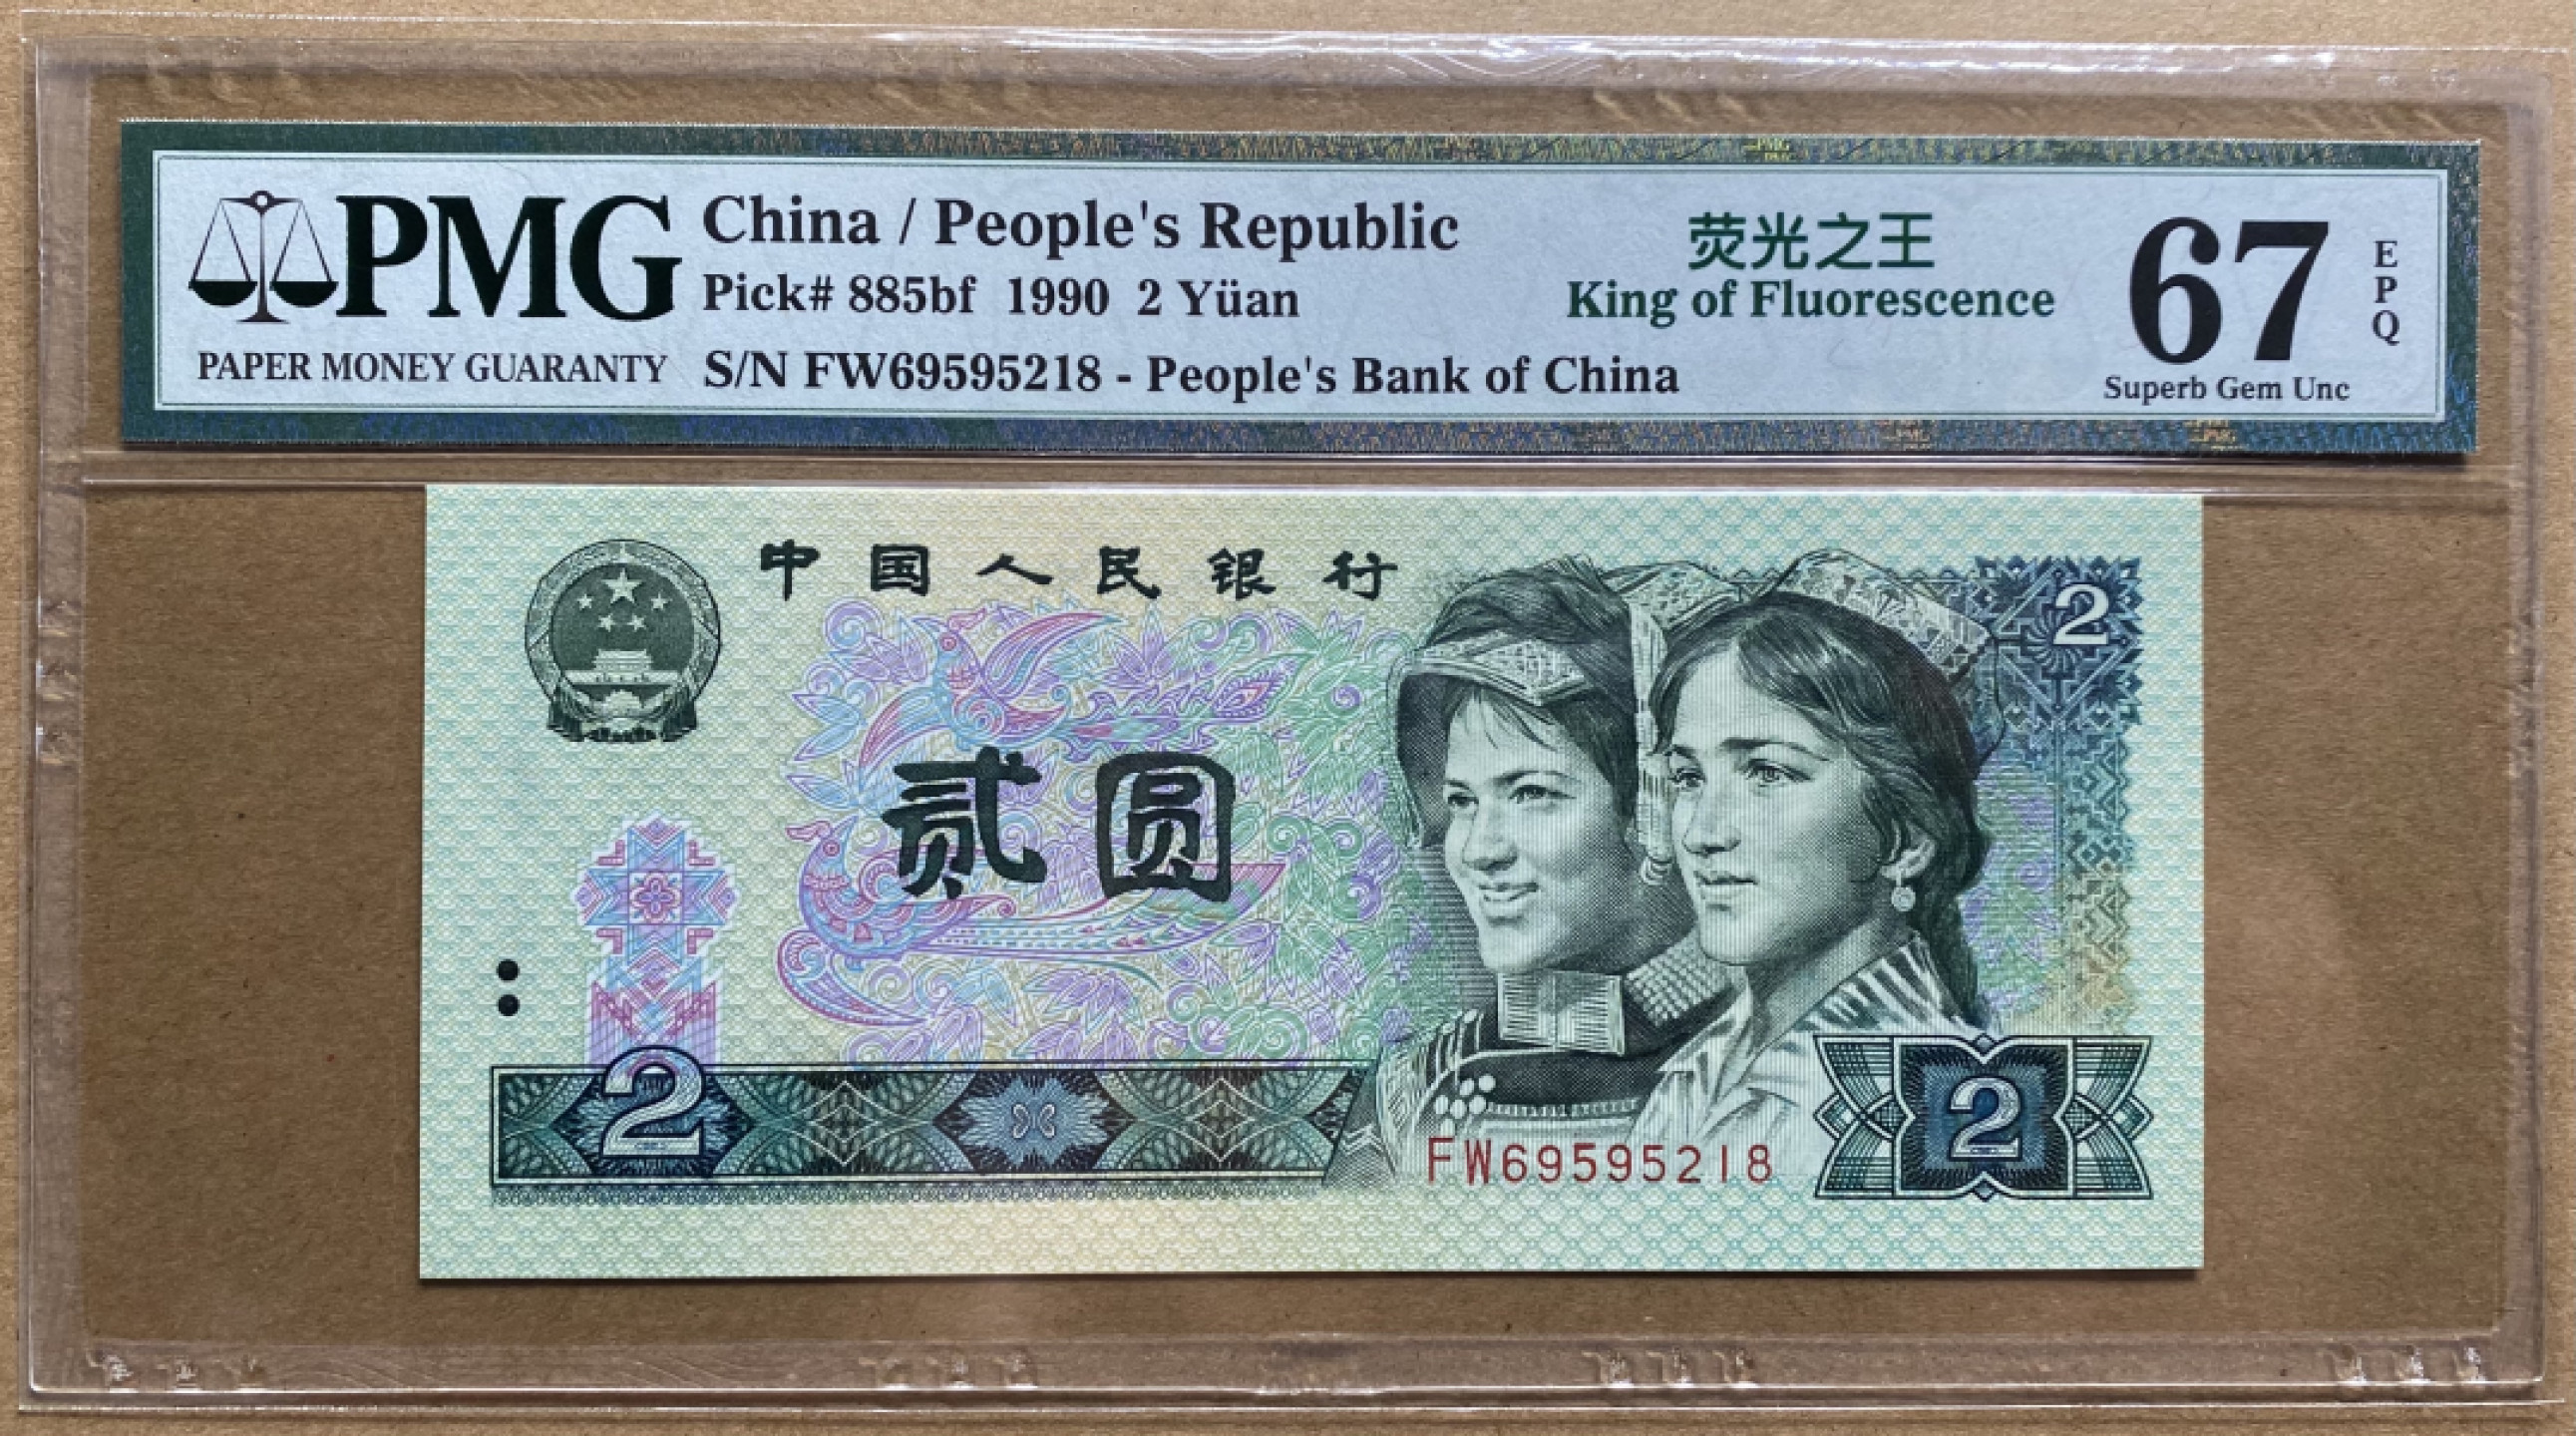 PMG
PAPER MONEY GUARANTY
China / People's Republic
Pick# 885bf 1990 2 Yüan
S/N FW69595218 - People's Bank of China
荧光之王
King of Fluorescence
67
EPQ
Superb Gem Unc
中国人民银行
2
贰圆
2
FW69595218
2